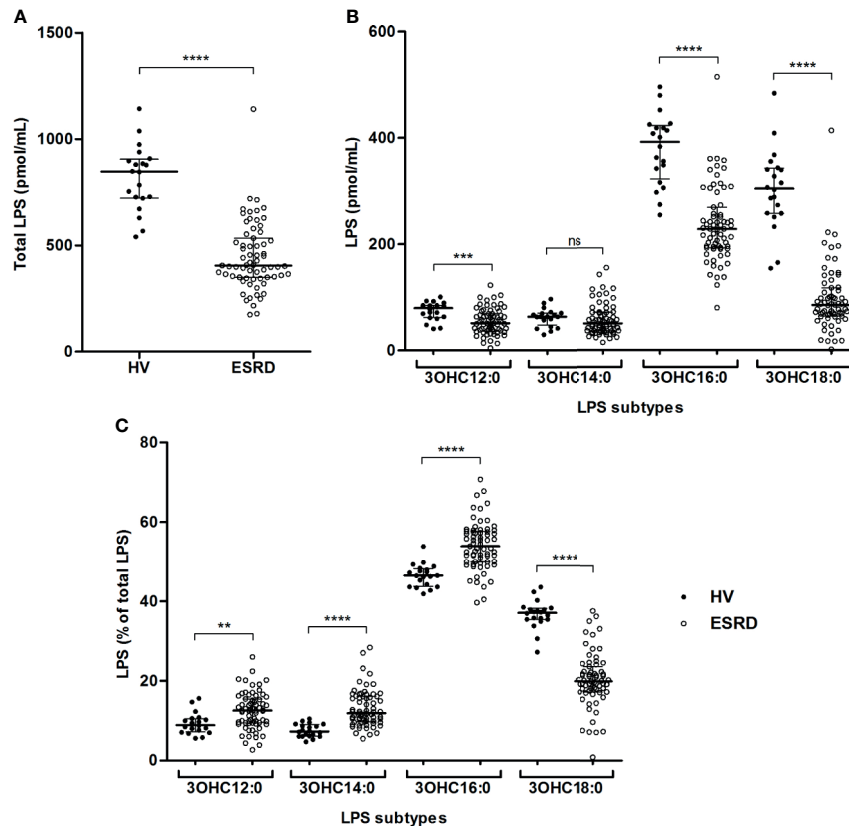 A
1500
1000
500
0
Total LPS (pmol/mL)
****
HV
ESRD
B
600
400
200
0
LPS (pmol/mL)
***
ns
****
****
3OHC12:0
3OHC14:0
3OHC16:0
3OHC18:0
LPS subtypes
C
80
60
40
20
0
LPS (% of total LPS)
**
****
****
****
3OHC12:0
3OHC14:0
3OHC16:0
3OHC18:0
LPS subtypes
HV
ESRD